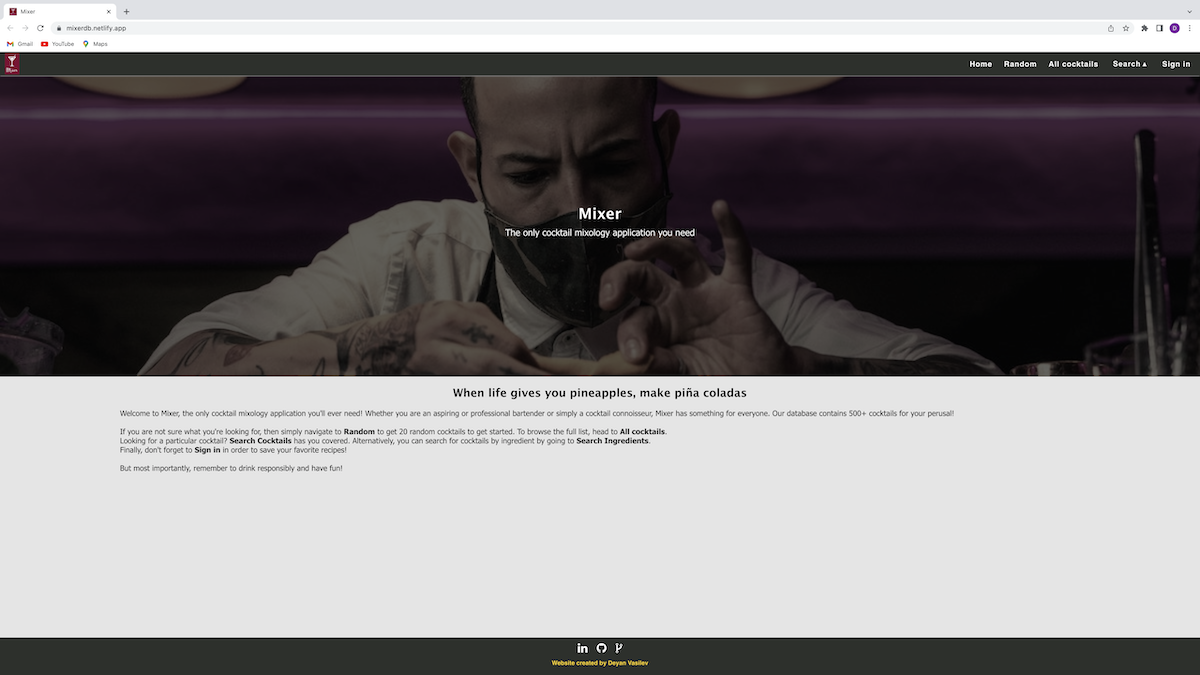 Mixer
mixerdb.netlify.app
D
Gmail
YouTube
Maps
Mixer
Home
Random
All cocktails
Search ▴
Sign in
Mixer
The only cocktail mixology application you need
When life gives you pineapples, make piña coladas
Welcome to Mixer, the only cocktail mixology application you'll ever need! Whether you are an aspiring or professional bartender or simply a cocktail connoisseur, Mixer has something for everyone. Our database contains 500+ cocktails for your perusal!
If you are not sure what you're looking for, then simply navigate to Random to get 20 random cocktails to get started. To browse the full list, head to All cocktails.
Looking for a particular cocktail? Search Cocktails has you covered. Alternatively, you can search for cocktails by ingredient by going to Search Ingredients.
Finally, don't forget to Sign in in order to save your favorite recipes!
But most importantly, remember to drink responsibly and have fun!
in
Website created by Deyan Vasilev